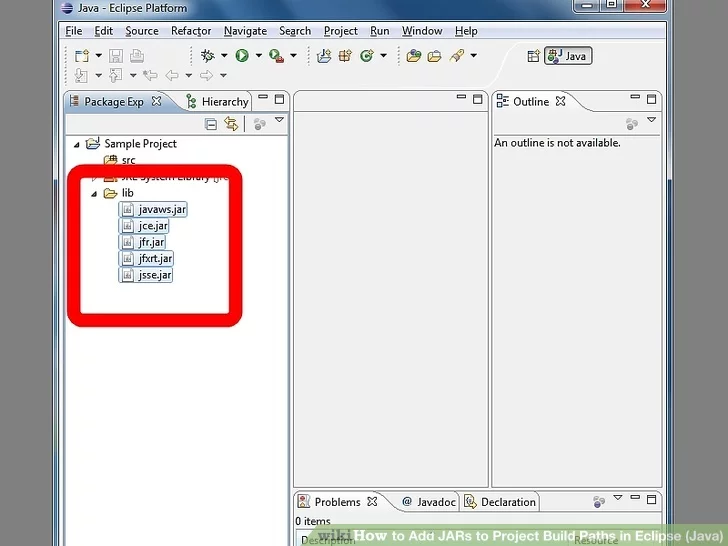 Java - Eclipse Platform
File Edit Source Refactor Navigate Search Project Run Window Help
Java
Package Exp Hierarchy
Outline
An outline is not available.
Sample Project
src
JRE System Library
lib
javaws.jar
jce.jar
jfr.jar
jfxrt.jar
jsse.jar
Problems @ Javadoc Declaration
0 items
Description Resource
wikiHow to Add JARs to Project Build Paths in Eclipse (Java)